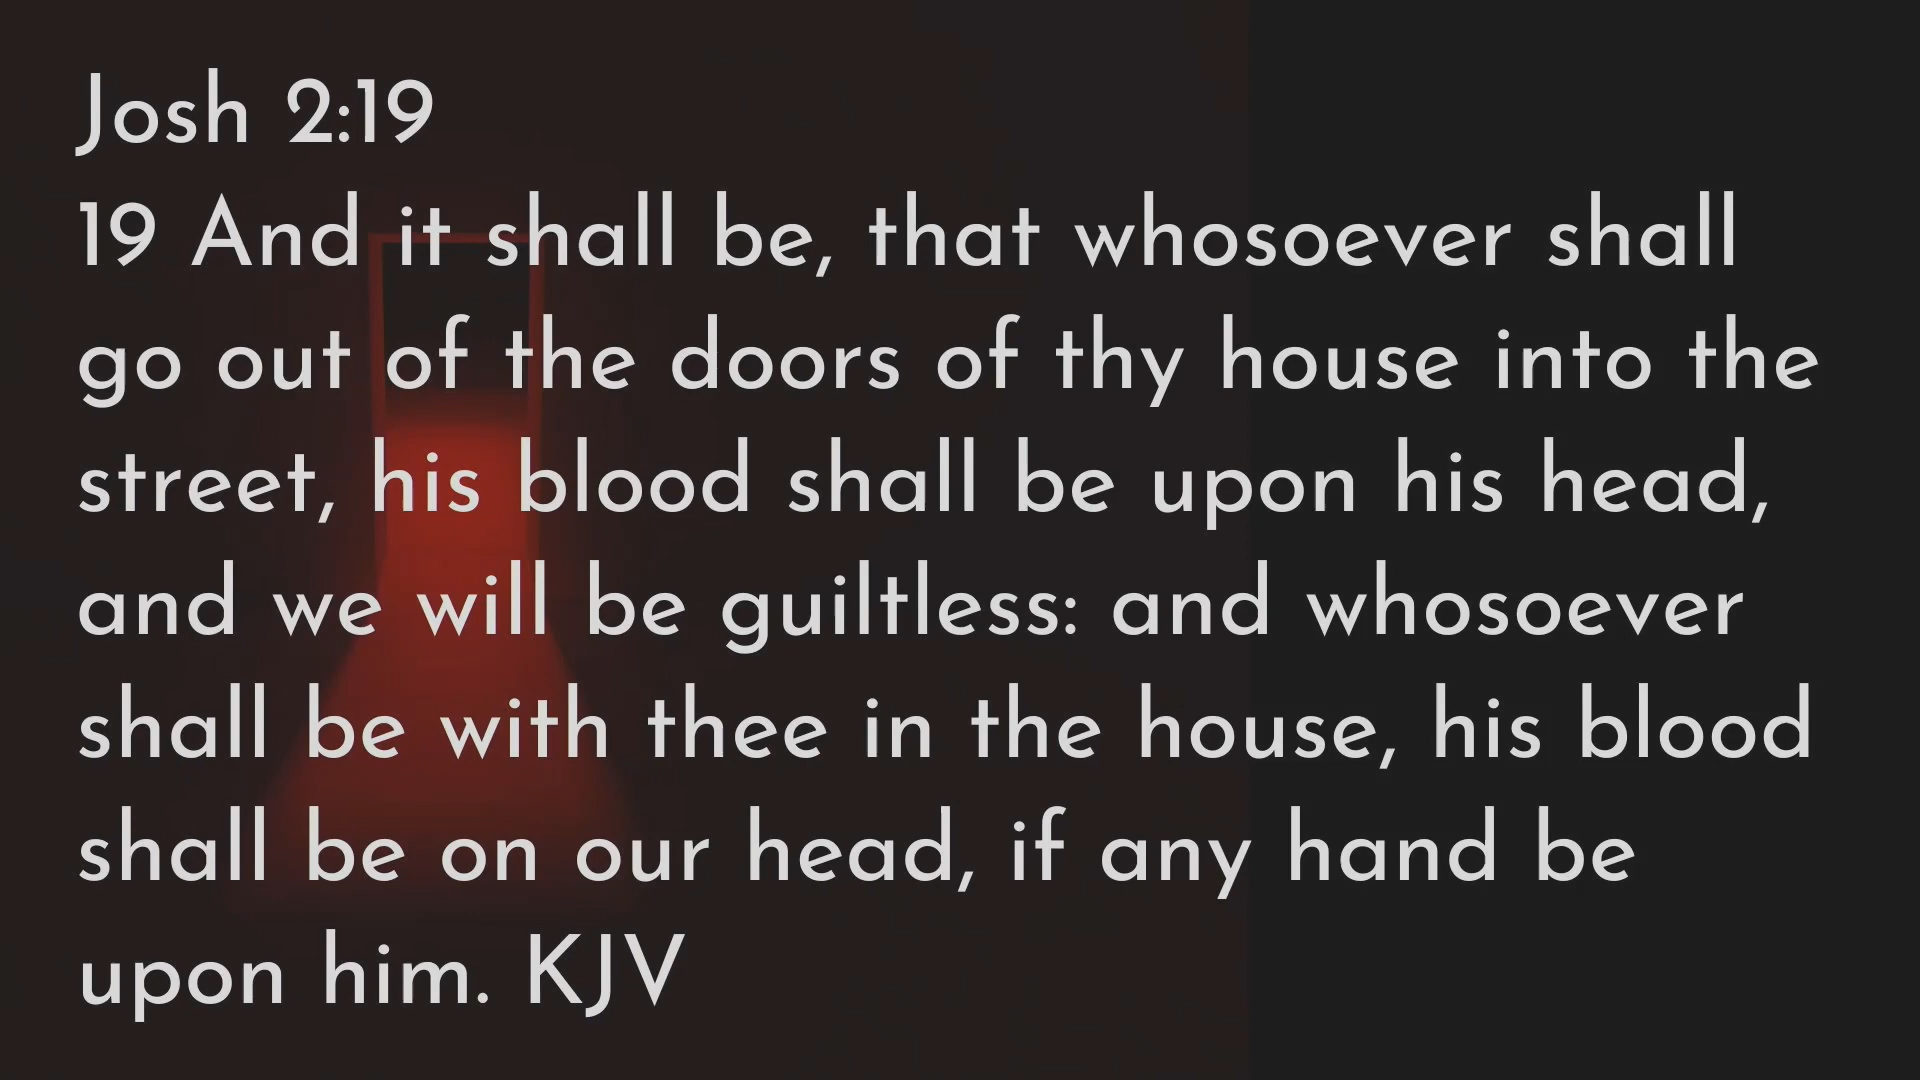 Josh 2:19
19 And it shall be, that whosoever shall
go out of the doors of thy house into the
street, his blood shall be upon his head,
and we will be guiltless: and whosoever
shall be with thee in the house, his blood
shall be on our head, if any hand be
upon him. KJV